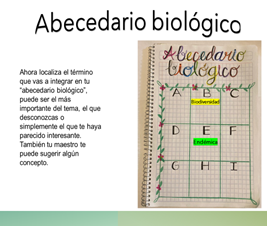 Abecedario biológico
Ahora localiza el término
que vas a integrar en tu
“abecedario biológico”,
puede ser el más
importante del tema, el que
desconozcas o
simplemente el que te haya
parecido interesante.
También tu maestro te
puede sugerir algún
concepto.
Abecedario
biológico
A B C
Biodiversidad
D E F
Endémica
G H I